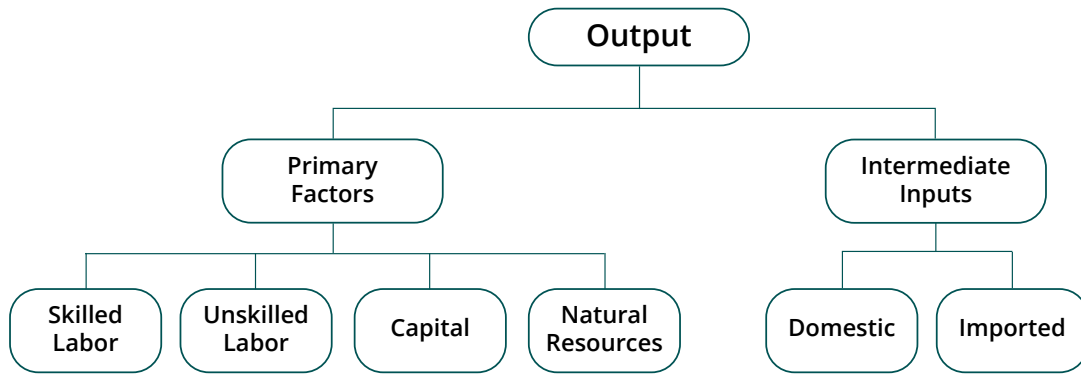 Output
Primary
Factors
Intermediate
Inputs
Skilled
Labor
Unskilled
Labor
Capital
Natural
Resources
Domestic
Imported